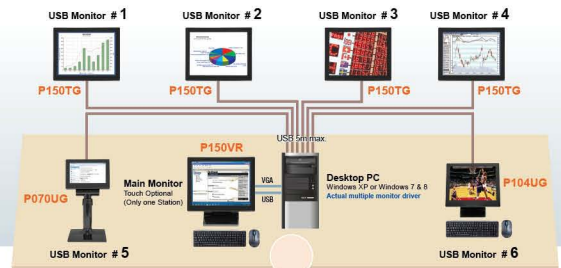 USB Monitor # 1
USB Monitor # 2
USB Monitor # 3
USB Monitor # 4
P150TG
P150TG
P150TG
P150TG
USB 5m max.
P150VR
P070UG
Main Monitor
Touch Optional
(Only one Station)
VGA
USB
Desktop PC
Windows XP or Windows 7 & 8
Actual multiple monitor driver
P104UG
USB Monitor # 5
USB Monitor # 6